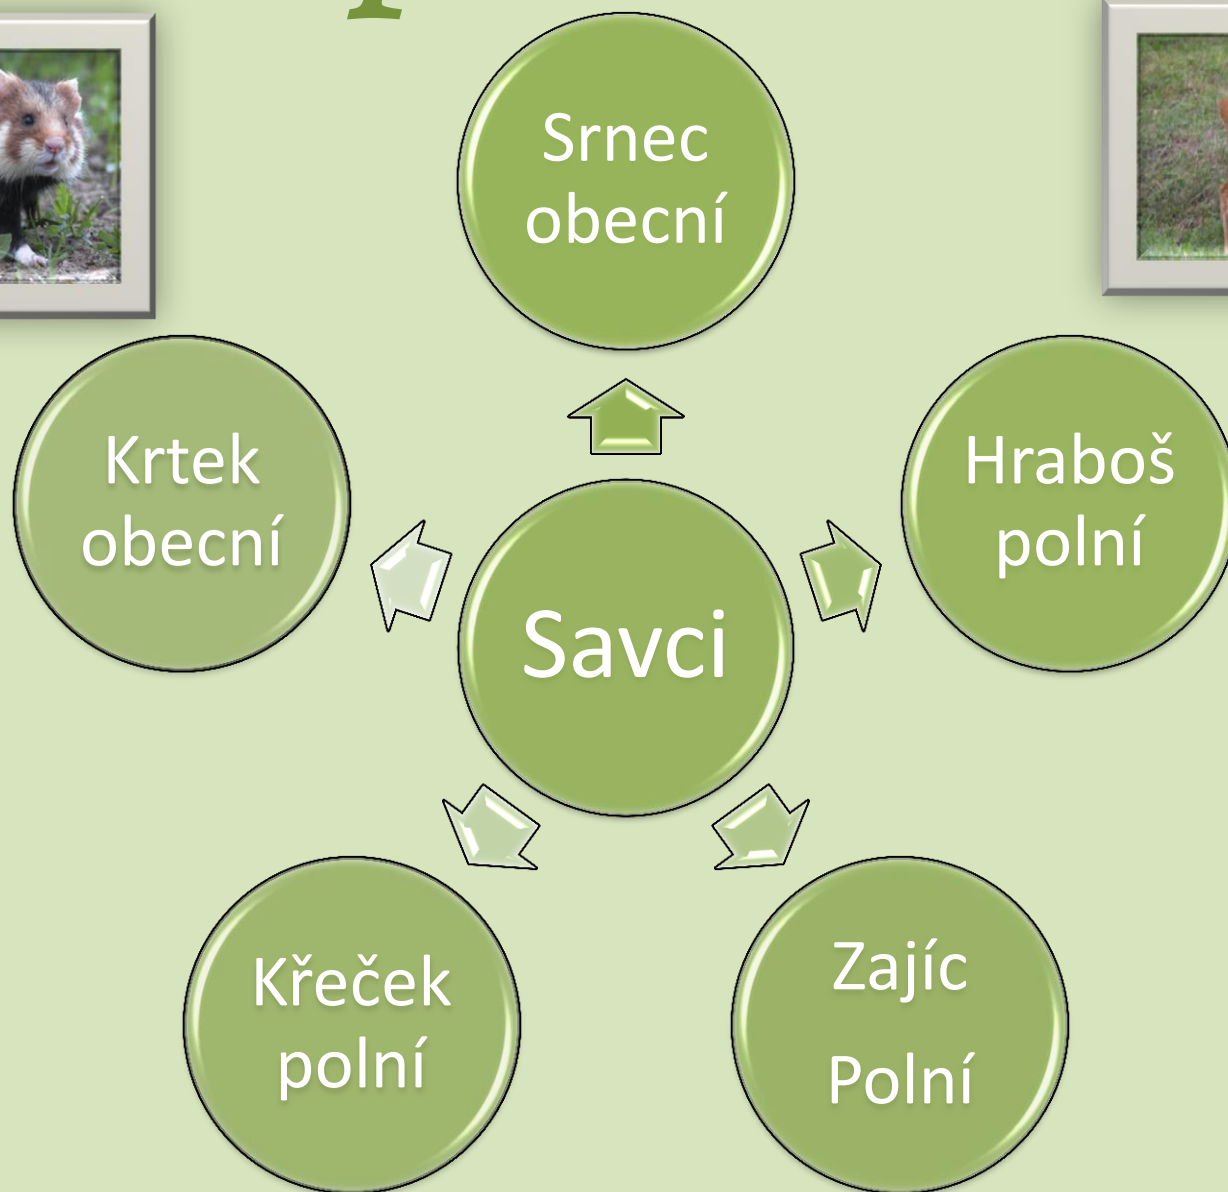 Srnec
obecní
Krtek
obecní
Hraboš
polní
Savci
Křeček
polní
Zajíc
Polní